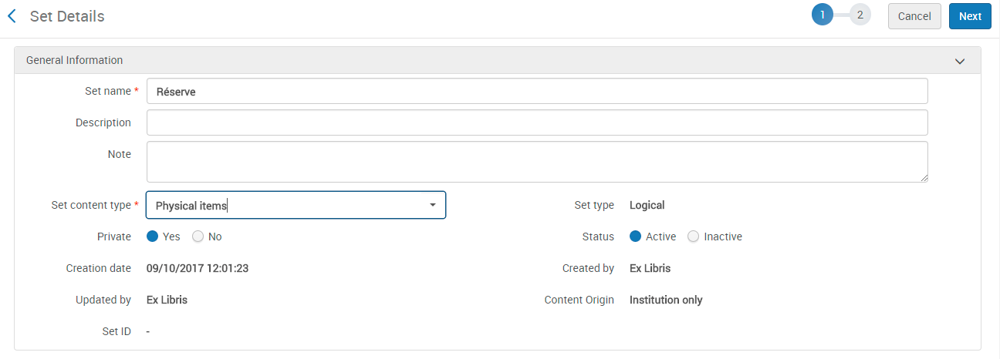 Set Details
1
2
Cancel
Next
General Information
Set name *
Réserve
Description
Note
Set content type *
Physical items
Set type
Logical
Private
Yes
No
Status
Active
Inactive
Creation date
09/10/2017 12:01:23
Created by
Ex Libris
Updated by
Ex Libris
Content Origin
Institution only
Set ID
-